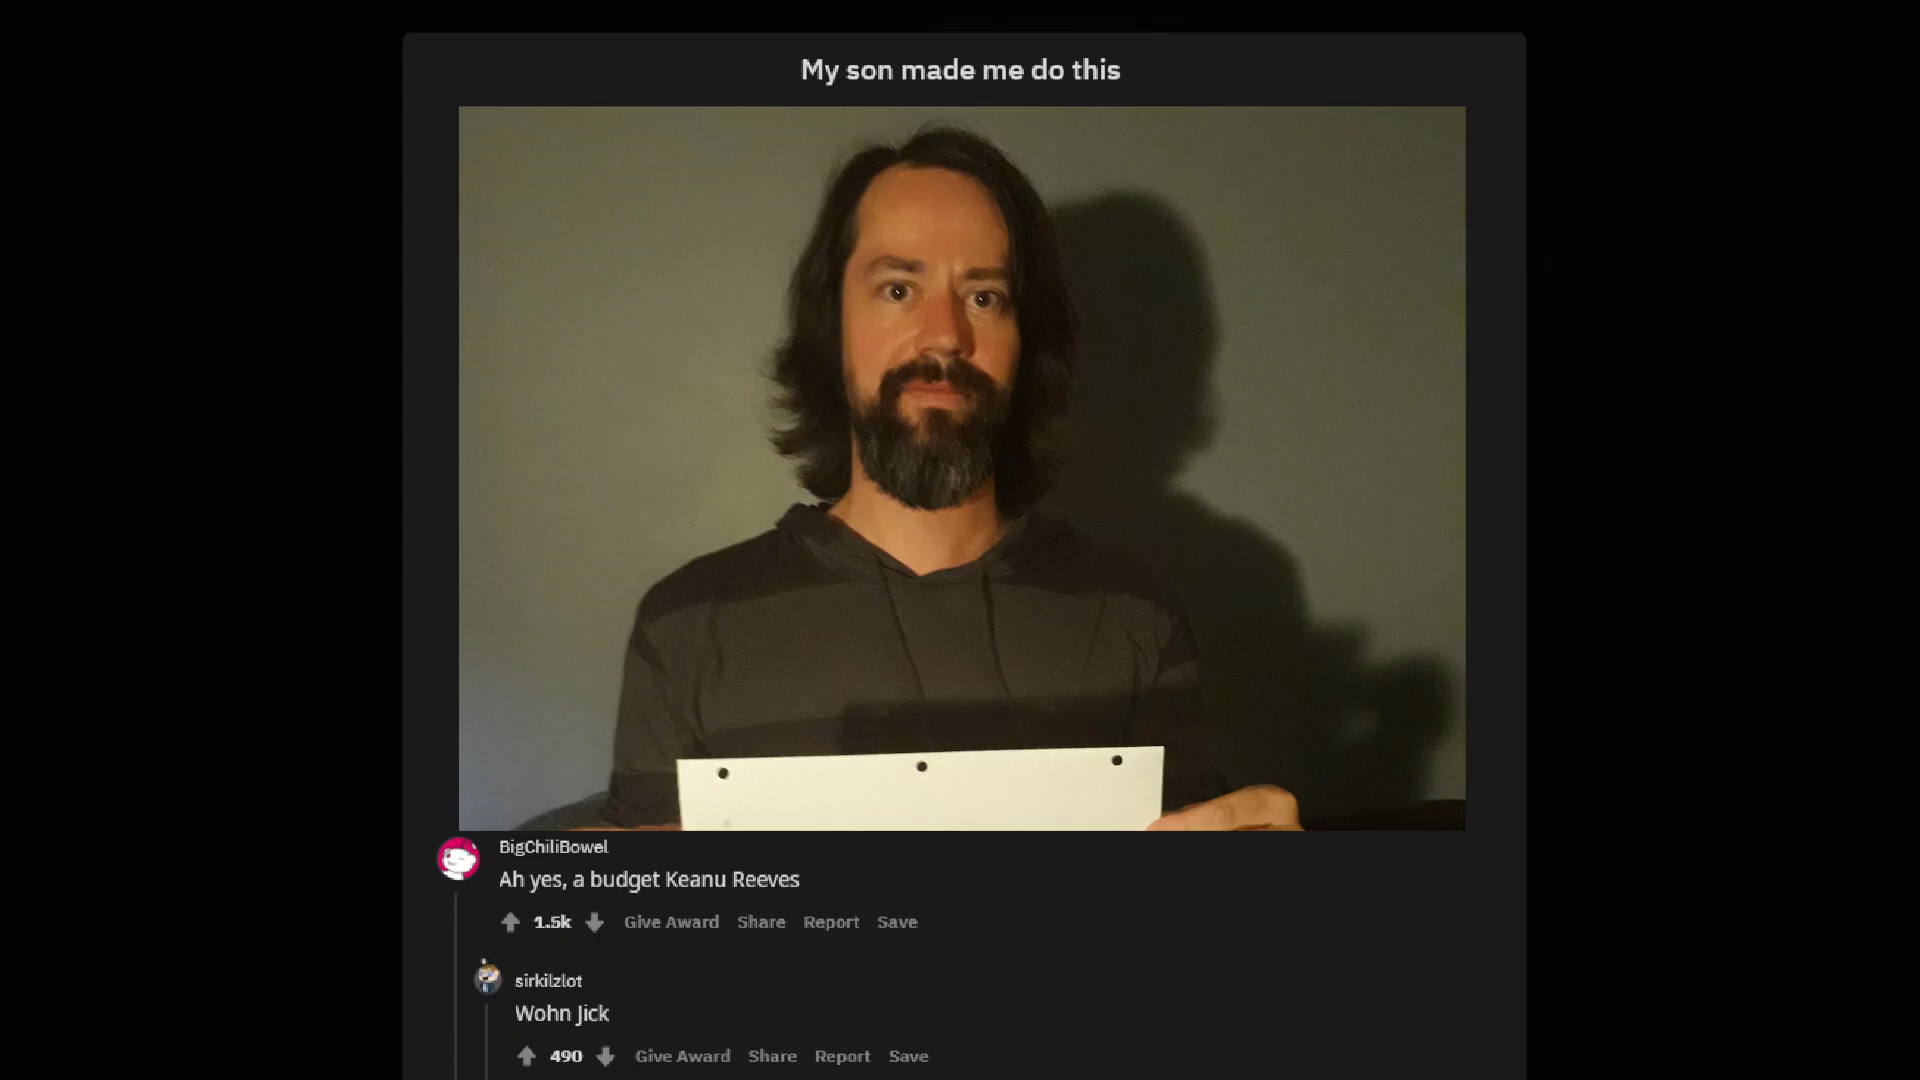 My son made me do this
BigChiliBowel
Ah yes, a budget Keanu Reeves
1.5k Give Award Share Report Save
sirkilzlot
Wohn Jick
490 Give Award Share Report Save